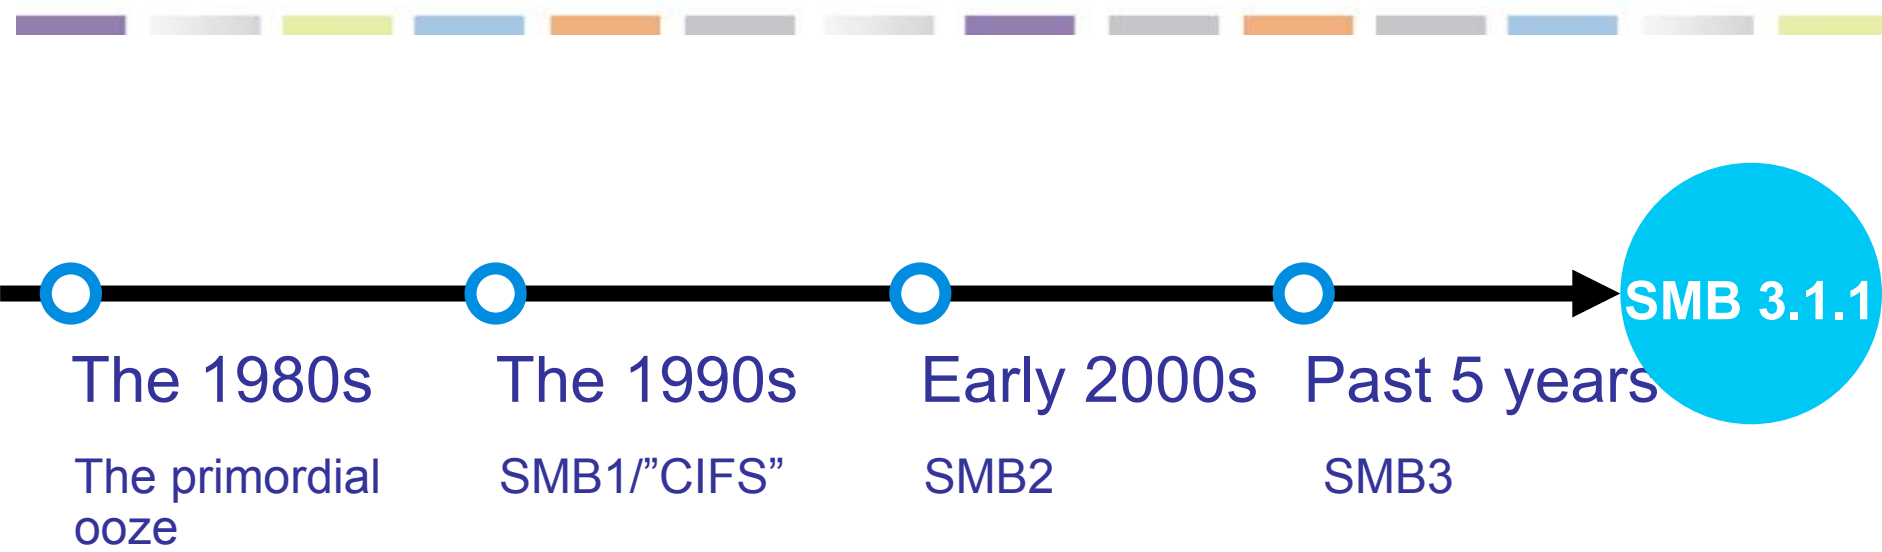 SMB 3.1.1
The 1980s
The 1990s
Early 2000s
Past 5 years
The primordial
ooze
SMB1/”CIFS”
SMB2
SMB3